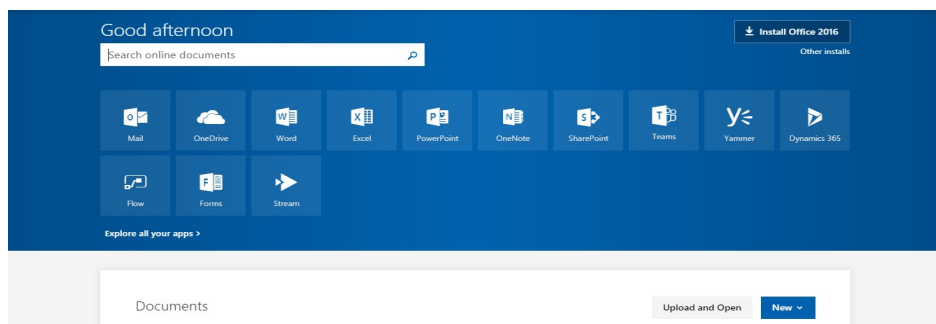 Good afternoon
Install Office 2016
Search online documents
Other installs
Mail OneDrive Word Excel PowerPoint OneNote SharePoint Teams Yammer Dynamics 365
Flow Forms Stream
Explore all your apps >
Documents
Upload and Open New